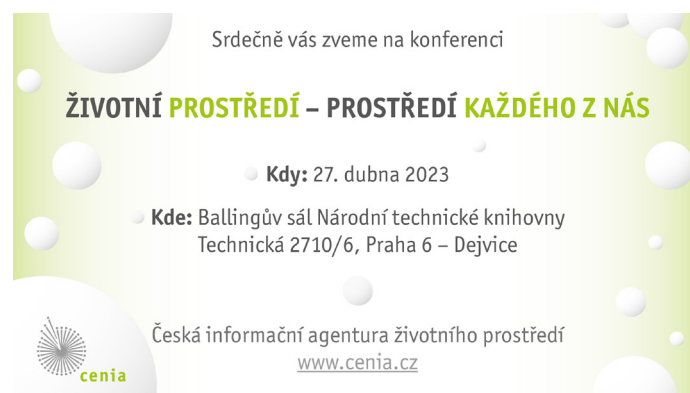 Srdečně vás zveme na konferenci
ŽIVOTNÍ PROSTŘEDÍ – PROSTŘEDÍ KAŽDÉHO Z NÁS
Kdy: 27. dubna 2023
Kde: Ballingův sál Národní technické knihovny
Technická 2710/6, Praha 6 – Dejvice
Česká informační agentura životního prostředí
www.cenia.cz
cenia